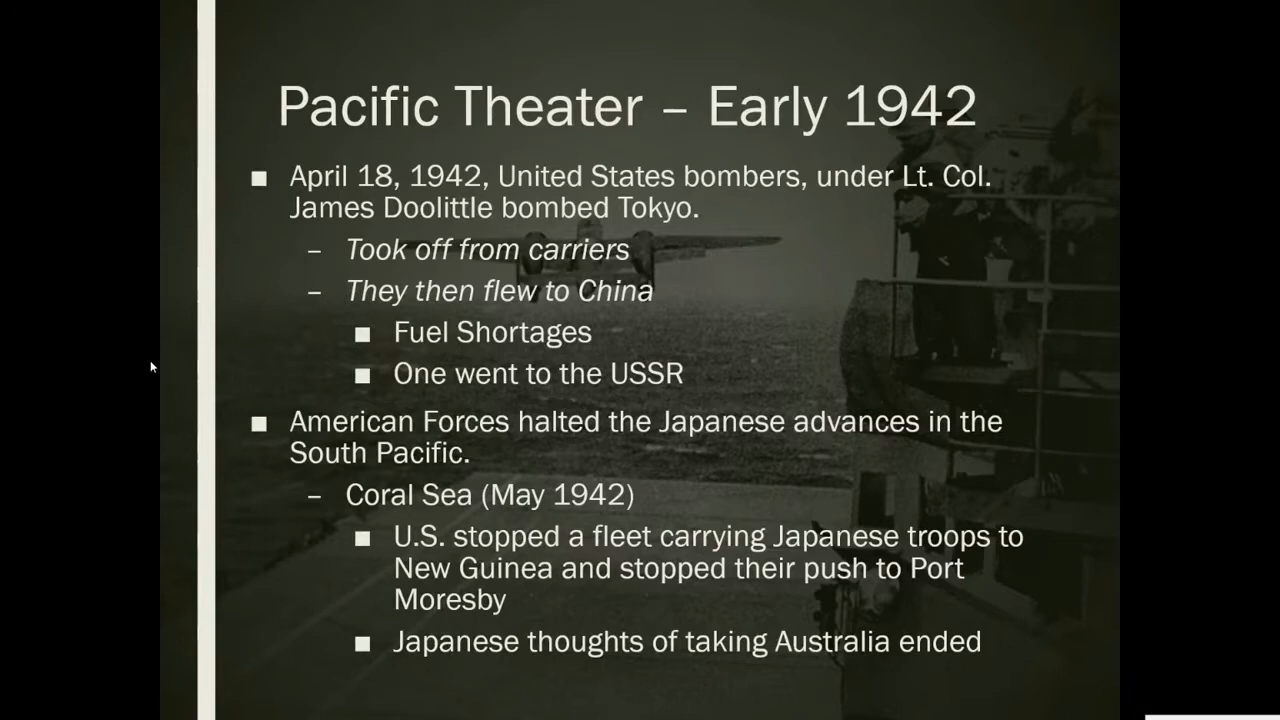 Pacific Theater – Early 1942
■ April 18, 1942, United States bombers, under Lt. Col.
James Doolittle bombed Tokyo.
– Took off from carriers
– They then flew to China
■ Fuel Shortages
■ One went to the USSR
■ American Forces halted the Japanese advances in the
South Pacific.
– Coral Sea (May 1942)
■ U.S. stopped a fleet carrying Japanese troops to
New Guinea and stopped their push to Port
Moresby
■ Japanese thoughts of taking Australia ended